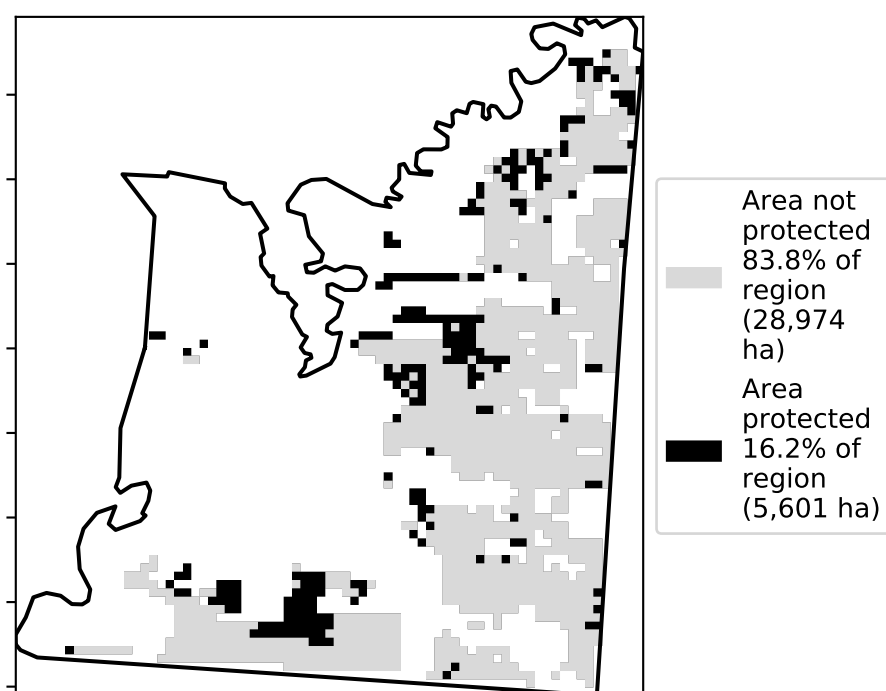 Area not
protected
83.8% of
region
(28,974
ha)
Area
protected
16.2% of
region
(5,601 ha)